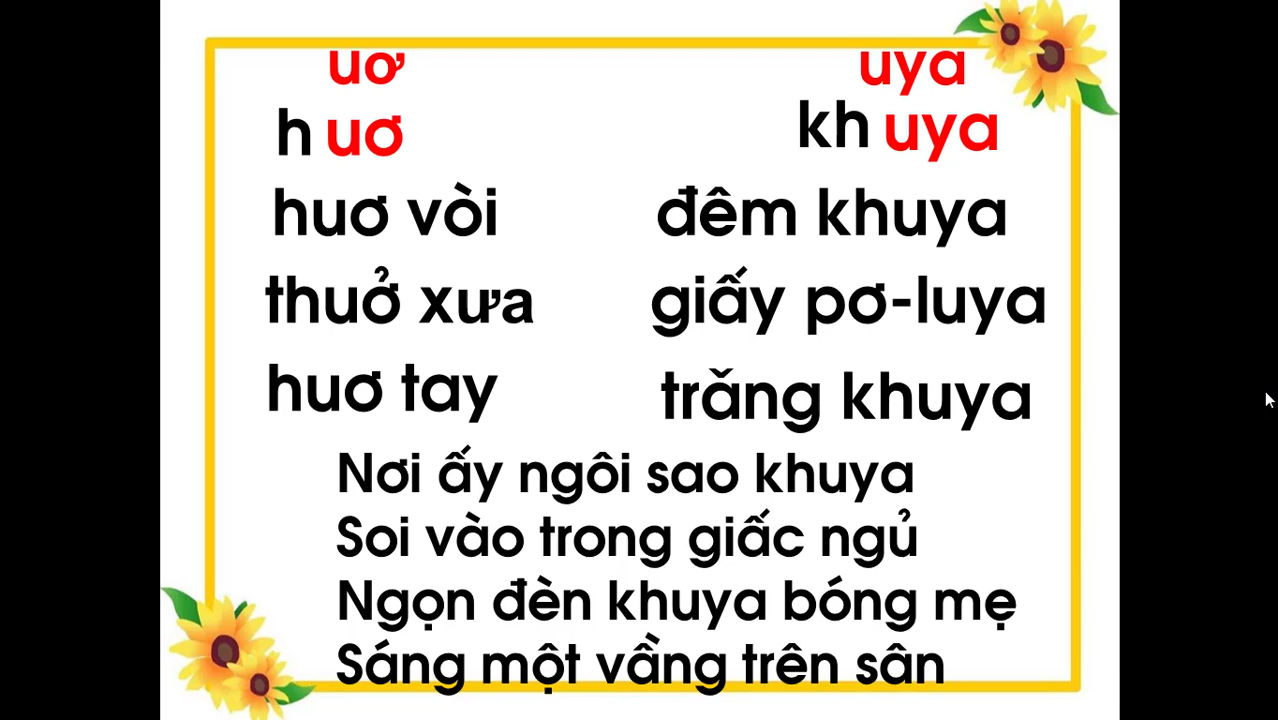 uơ uya
h uơ kh uya
huơ vòi đêm khuya
thuở xưa giấy pơ-luya
huơ tay trăng khuya
Nơi ấy ngôi sao khuya
Soi vào trong giấc ngủ
Ngọn đèn khuya bóng mẹ
Sáng một vầng trên sân